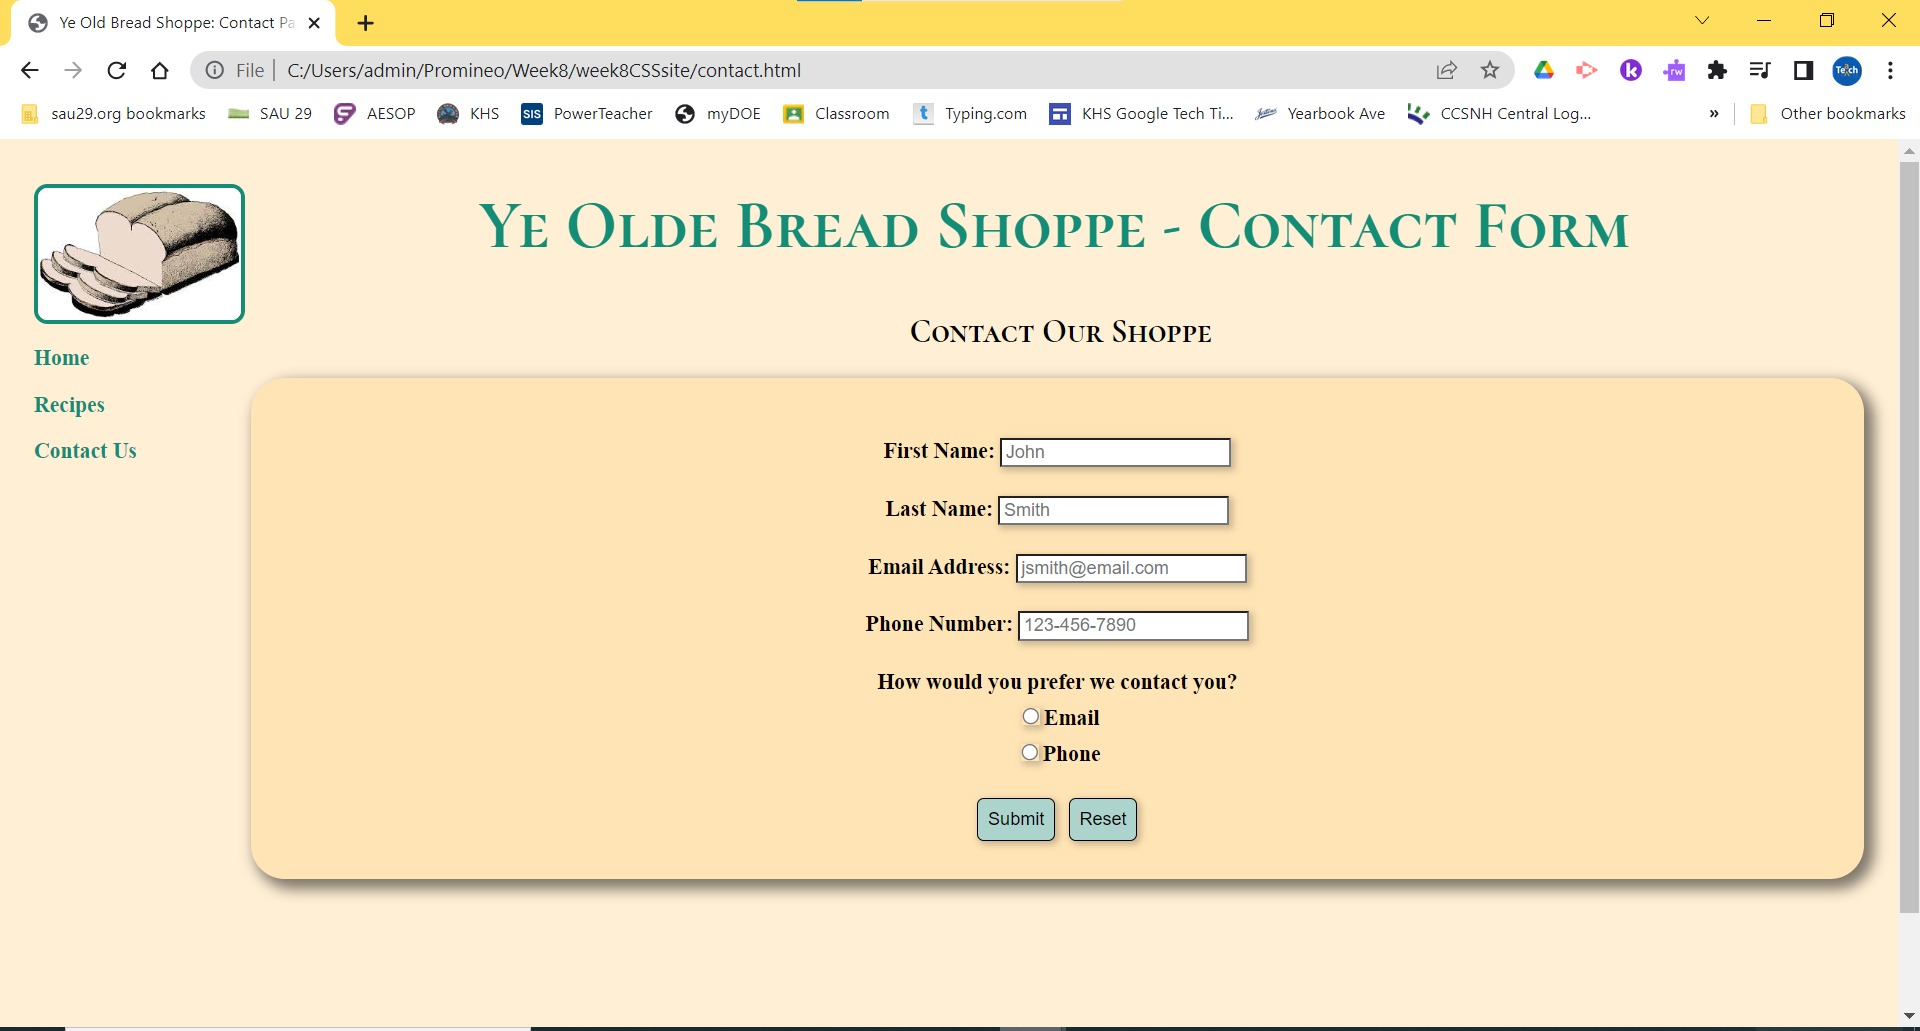 Ye Old Bread Shoppe: Contact Pa
File C:/Users/admin/Promineo/Week8/week8CSSsite/contact.html
rw Te:ch
sau29.org bookmarks SAU 29 AESOP KHS SIS PowerTeacher myDOE Classroom t Typing.com KHS Google Tech Ti... Yearbook Ave CCSNH Central Log... » Other bookmarks
Ye Olde Bread Shoppe - Contact Form
Contact Our Shoppe
Home
Recipes
Contact Us
First Name: John
Last Name: Smith
Email Address: jsmith@email.com
Phone Number: 123-456-7890
How would you prefer we contact you?
Email
Phone
Submit Reset